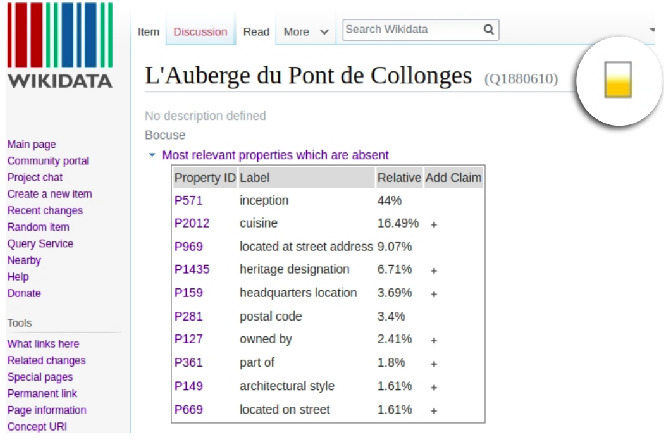 WIKIDATA
Main page
Community portal
Project chat
Create a new item
Recent changes
Random item
Query Service
Nearby
Help
Donate
Tools
What links here
Related changes
Special pages
Permanent link
Page information
Concept URI
Item Discussion Read More Search Wikidata
L'Auberge du Pont de Collonges (Q1880610)
No description defined
Bocuse
Most relevant properties which are absent
Property ID Label Relative Add Claim
P571 inception 44%
P2012 cuisine 16.49% +
P969 located at street address 9.07%
P1435 heritage designation 6.71% +
P159 headquarters location 3.69% +
P281 postal code 3.4%
P127 owned by 2.41% +
P361 part of 1.8% +
P149 architectural style 1.61% +
P669 located on street 1.61% +